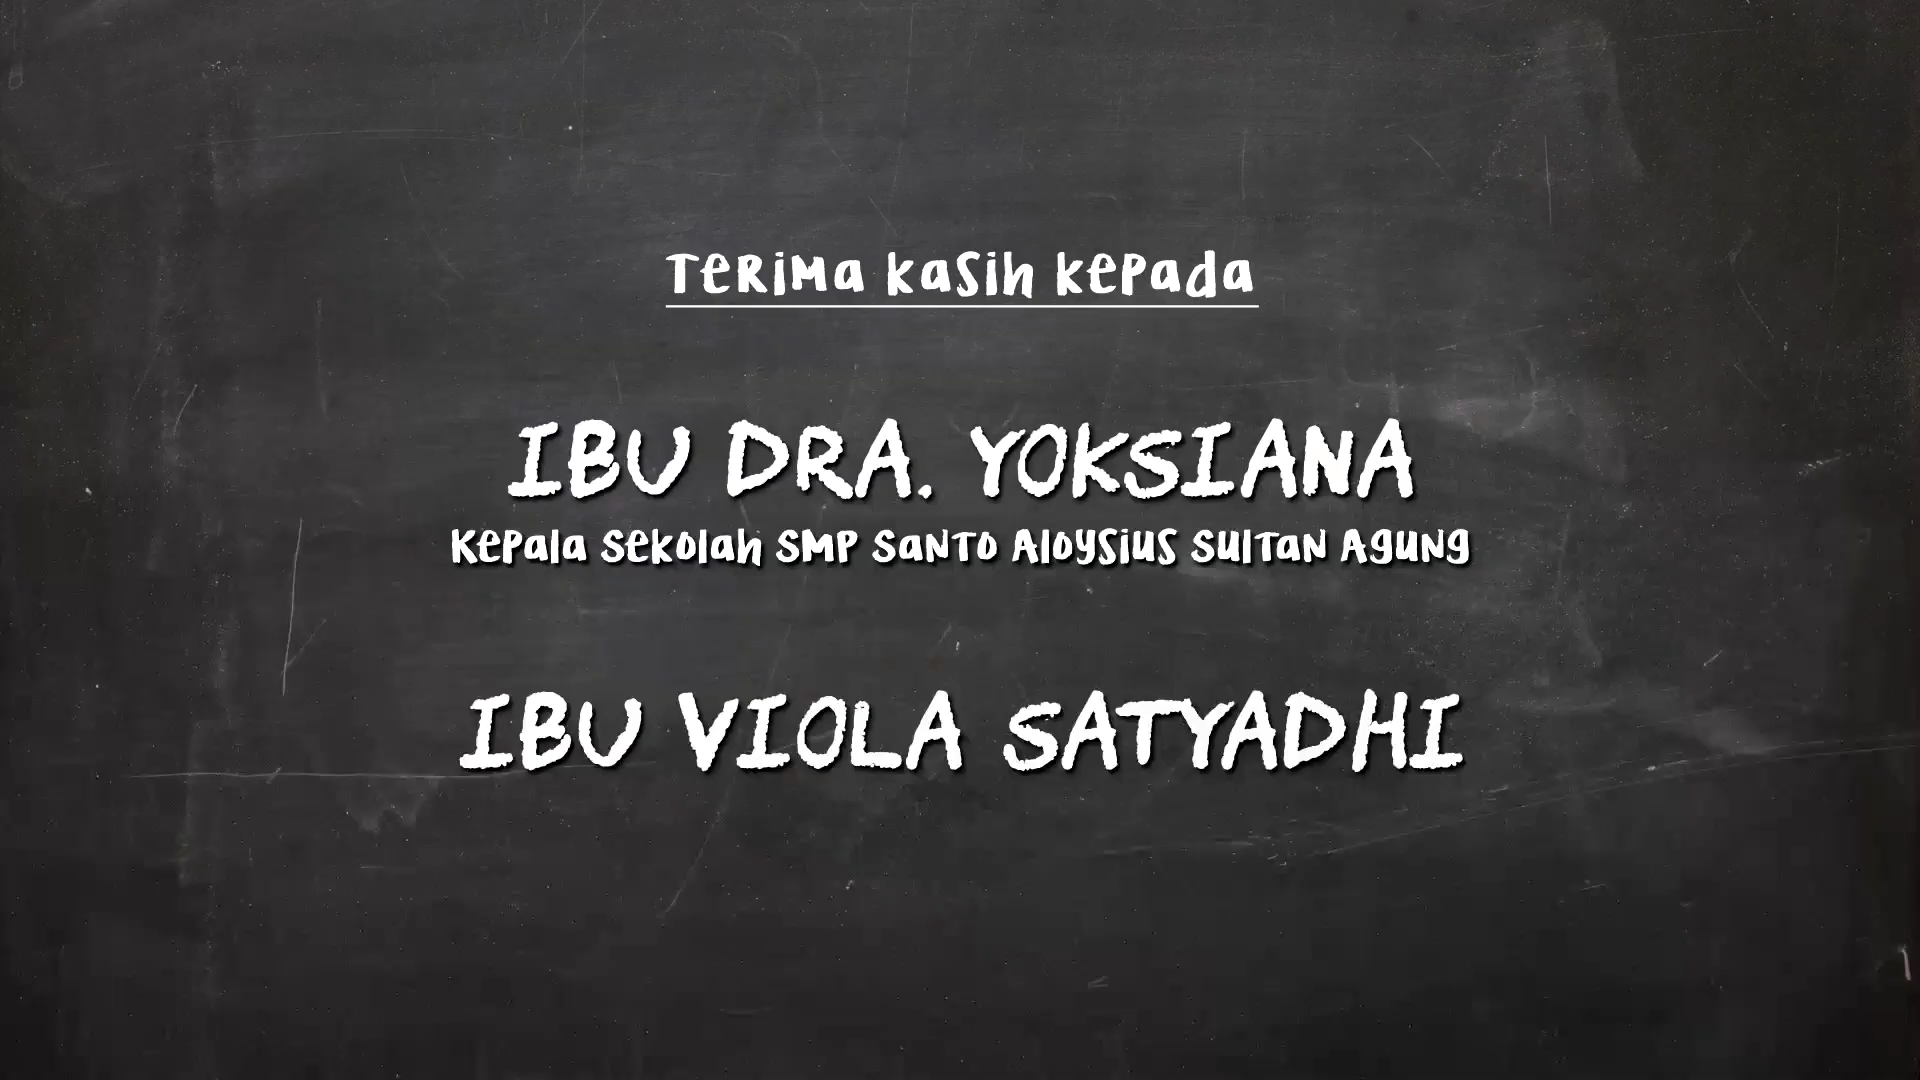 Terima kasih kepada
IBU DRA. YOKSIANA
Kepala Sekolah SMP Santo Aloysius Sultan Agung
IBU VIOLA SATYADHI